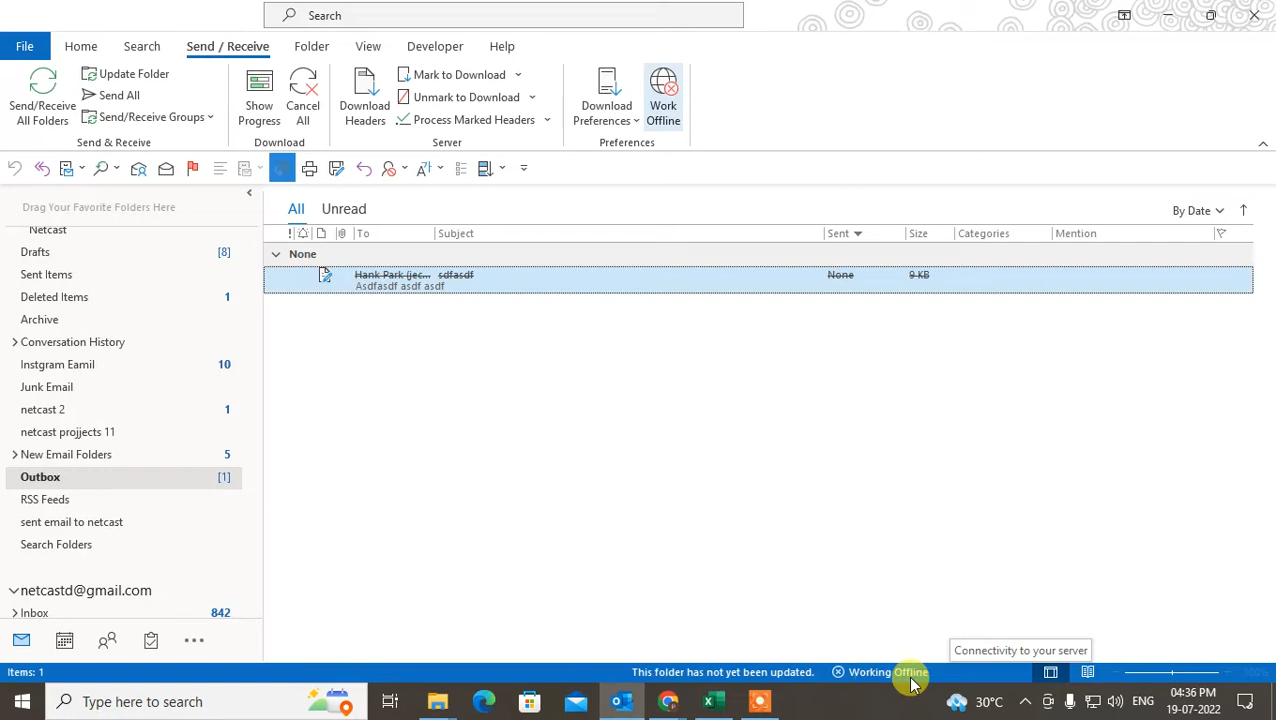 Search
File Home Search Send / Receive Folder View Developer Help
Send/Receive All Folders
Update Folder
Send All
Send/Receive Groups
Send & Receive
Show Progress
Cancel All
Download
Download Headers
Mark to Download
Unmark to Download
Process Marked Headers
Server
Download Preferences
Work Offline
Preferences
Drag Your Favorite Folders Here
Netcast
Drafts [8]
Sent Items
Deleted Items 1
Archive
Conversation History
Instgram Eamil 10
Junk Email
netcast 2 1
netcast projjects 11
New Email Folders 5
Outbox [1]
RSS Feeds
sent email to netcast
Search Folders
netcastd@gmail.com
Inbox 842
All Unread
By Date
! To Subject Sent Size Categories Mention
None
Hank Park (jec... sdfasdf None 9 KB
Asdfasdf asdf asdf
Connectivity to your server
Items: 1
This folder has not yet been updated.
Working Offline
Type here to search
30°C
ENG
04:36 PM
19-07-2022